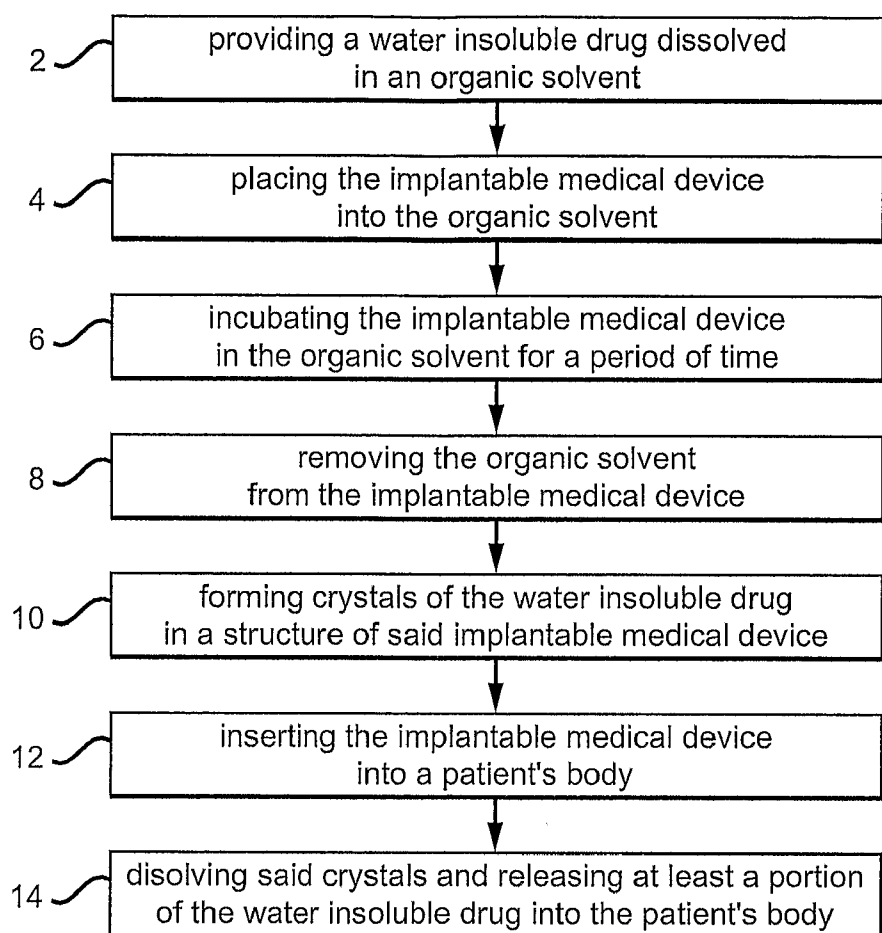 2 providing a water insoluble drug dissolved
in an organic solvent
4 placing the implantable medical device
into the organic solvent
6 incubating the implantable medical device
in the organic solvent for a period of time
8 removing the organic solvent
from the implantable medical device
10 forming crystals of the water insoluble drug
in a structure of said implantable medical device
12 inserting the implantable medical device
into a patient's body
14 disolving said crystals and releasing at least a portion
of the water insoluble drug into the patient's body